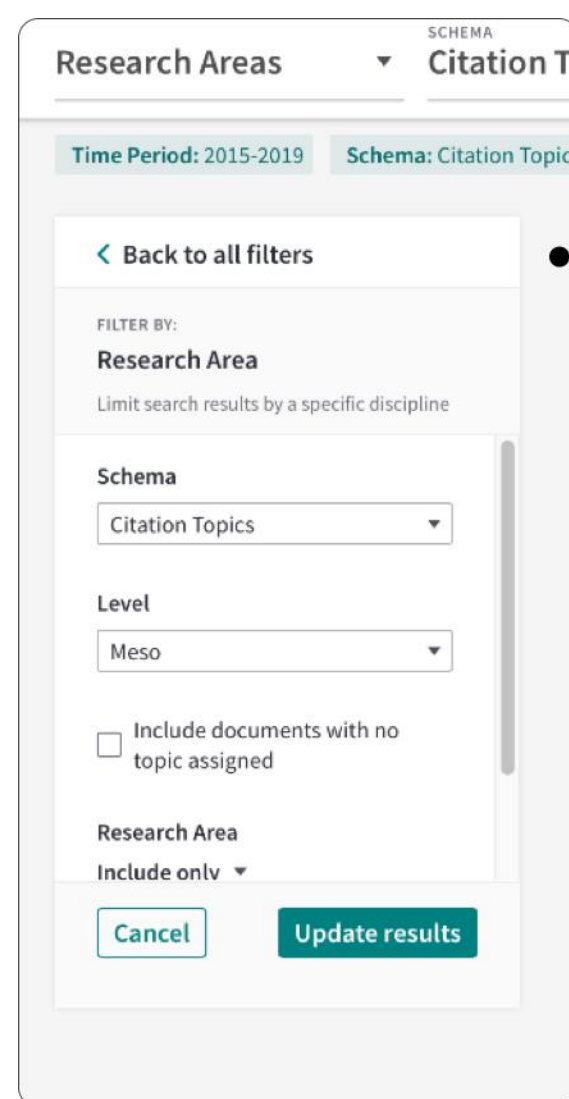 SCHEMA
Research Areas
Citation T
Time Period: 2015-2019
Schema: Citation Topic
Back to all filters
FILTER BY:
Research Area
Limit search results by a specific discipline
Schema
Citation Topics
Level
Meso
Include documents with no
topic assigned
Research Area
Include only
Cancel
Update results